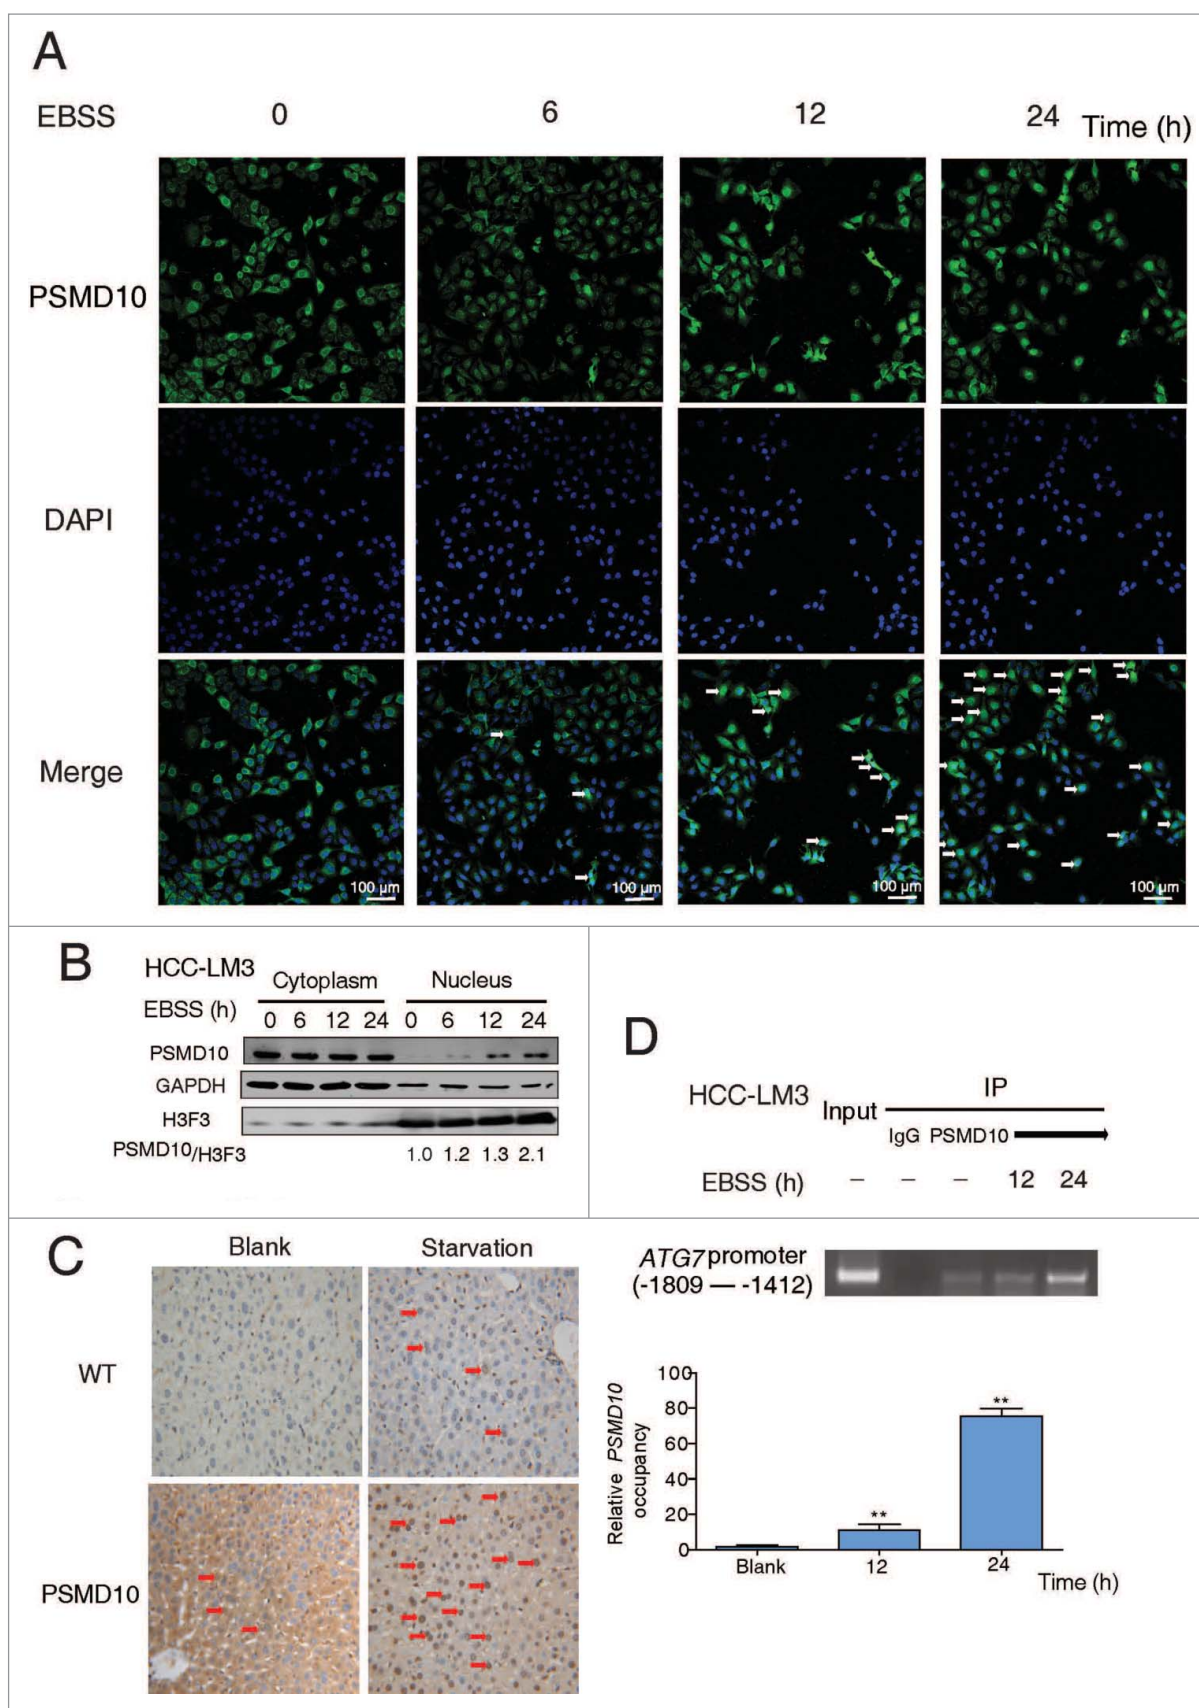 A
EBSS 0 6 12 24 Time (h)
PSMD10
DAPI
Merge
100 µm 100 µm 100 µm 100 µm
B
HCC-LM3
Cytoplasm Nucleus
EBSS (h) 0 6 12 24 0 6 12 24
PSMD10
GAPDH
H3F3
PSMD10/H3F3 1.0 1.2 1.3 2.1
D
HCC-LM3 Input IP
IgG PSMD10
EBSS (h) – – – 12 24
ATG7 promoter
(-1809 — -1412)
100
80
60
40
20
0
Relative PSMD10
occupancy
** **
Blank 12 24
Time (h)
C
Blank Starvation
WT
PSMD10